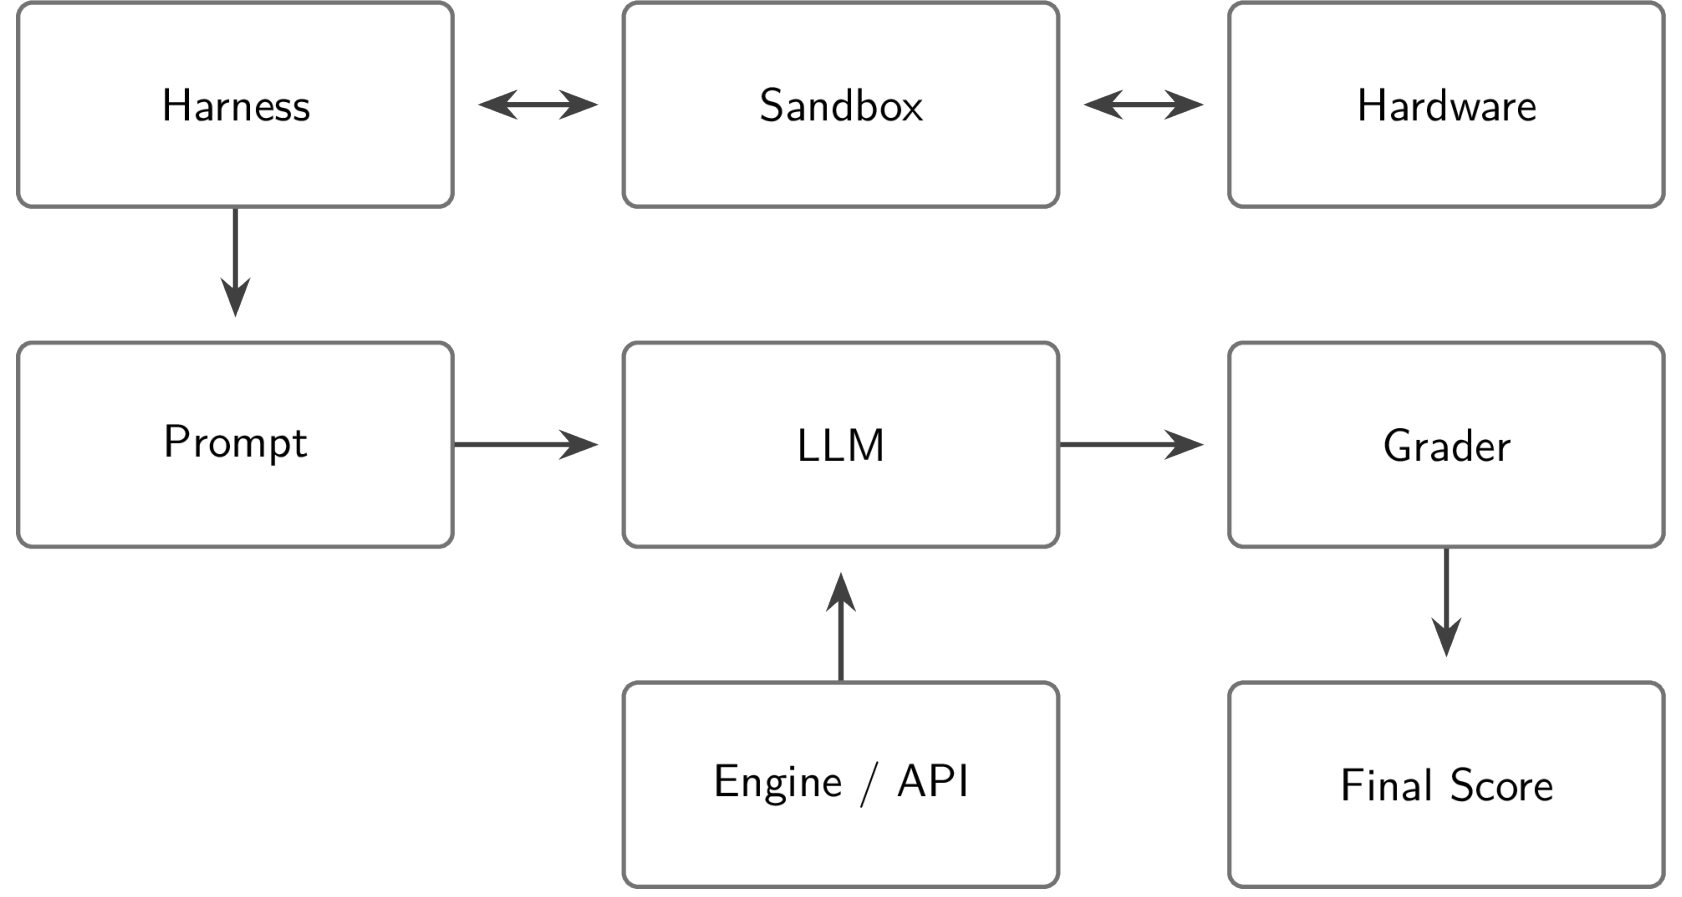 Harness
Sandbox
Hardware
Prompt
LLM
Grader
Engine / API
Final Score